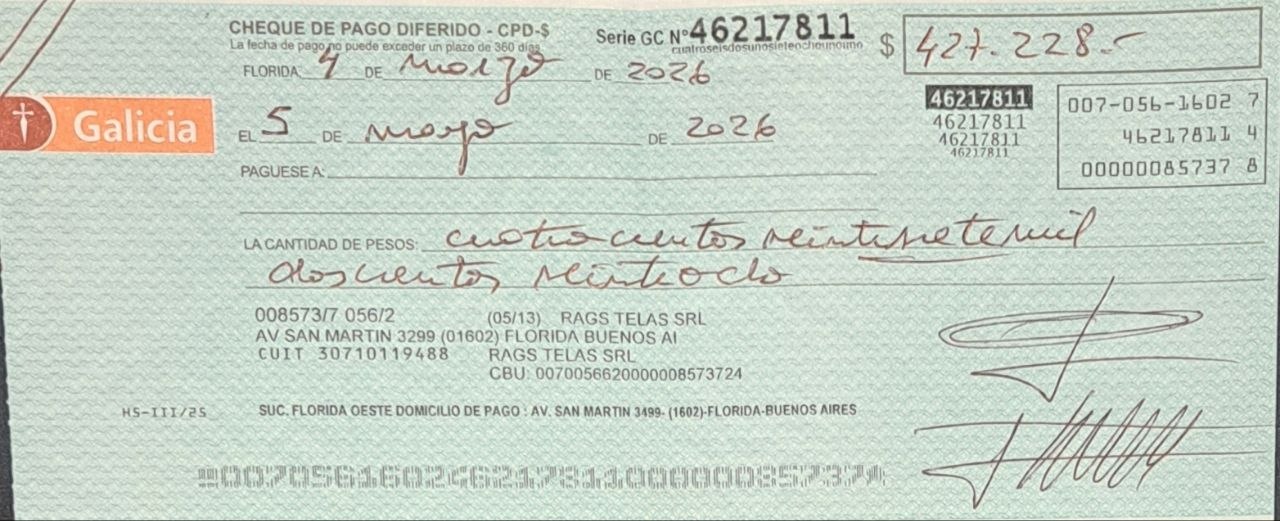 CHEQUE DE PAGO DIFERIDO - CPD-$
La fecha de pago no puede exceder un plazo de 360 días
Serie GC Nº 46217811
cuatroseisdosunosieteochounouno
$ 427.228.-
FLORIDA, 4 DE marzo DE 2026
Galicia
EL 5 DE mayo DE 2026
46217811
46217811
46217811
46217811
007-056-1602 7
46217811 4
00000085737 8
PAGUESE A:
LA CANTIDAD DE PESOS: cuatrocientos veintisiete mil
doscientos veintiocho
008573/7 056/2 (05/13) RAGS TELAS SRL
AV SAN MARTIN 3299 (01602) FLORIDA BUENOS AI
CUIT 30710119488 RAGS TELAS SRL
CBU: 0070056620000008573724
HS-III/25
SUC. FLORIDA OESTE DOMICILIO DE PAGO : AV. SAN MARTIN 3499- (1602)-FLORIDA-BUENOS AIRES